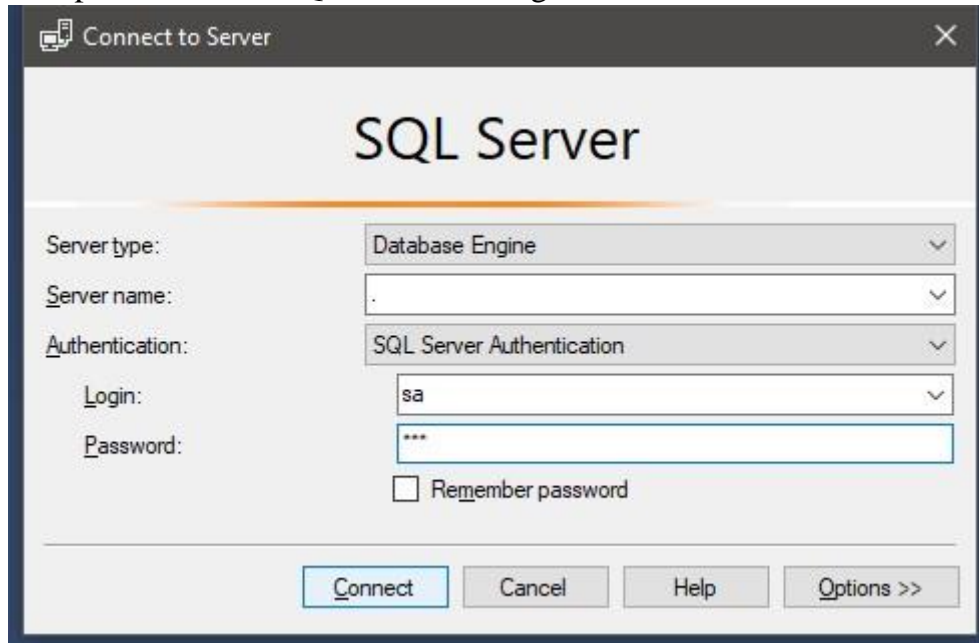 Connect to Server
SQL Server
Server type: Database Engine
Server name: .
Authentication: SQL Server Authentication
Login: sa
Password: ***
Remember password
Connect Cancel Help Options >>